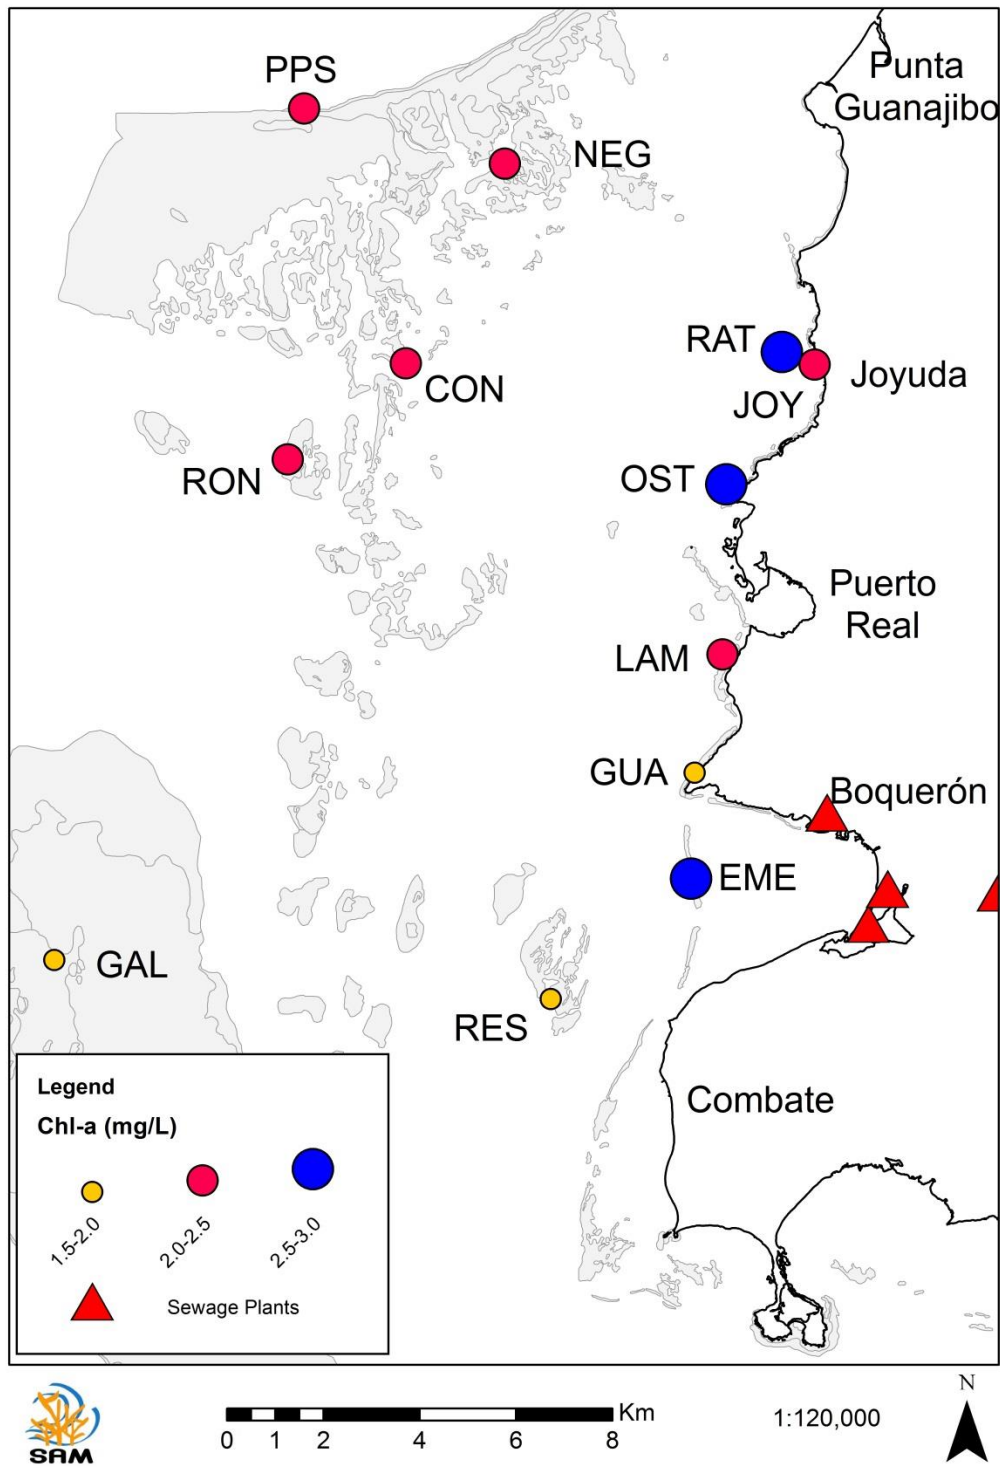 PPS
Punta
Guanajibo
NEG
RAT
CON
JOY
Joyuda
RON
OST
Puerto
Real
LAM
GUA
Boquerón
EME
GAL
RES
Combate
Legend
Chl-a (mg/L)
1.5-2.0
2.0-2.5
2.5-3.0
Sewage Plants
SAM
0 1 2 4 6 8 Km
1:120,000
N